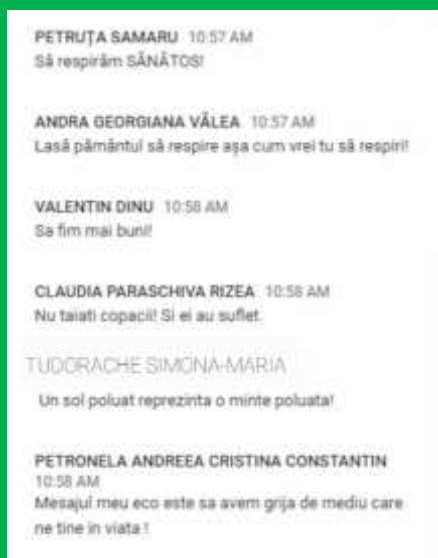 PETRUȚA SAMARU 10:57 AM
Să respirăm SĂNĂTOS!
ANDRA GEORGIANA VĂLEA 10:57 AM
Lasă pământul să respire așa cum vrei tu să respiri!
VALENTIN DINU 10:58 AM
Sa fim mai buni!
CLAUDIA PARASCHIVA RIZEA 10:58 AM
Nu taiati copacii! Si ei au suflet.
TUDORACHE SIMONA-MARIA
Un sol poluat reprezinta o minte poluata!
PETRONELA ANDREEA CRISTINA CONSTANTIN
10:58 AM
Mesajul meu eco este sa avem grija de mediu care
ne tine in viata !